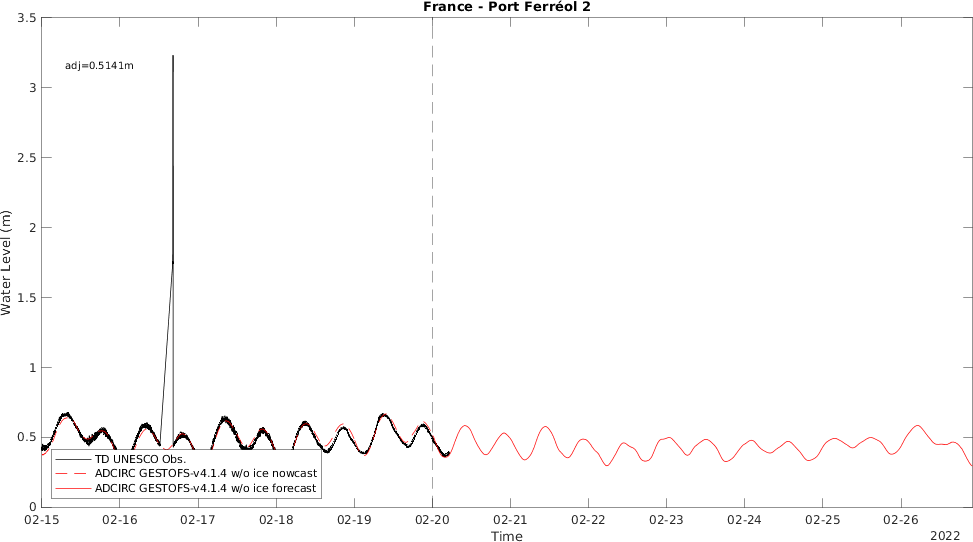 France - Port Ferréol 2
3.5
adj=0.5141m
3
2.5
2
1.5
1
0.5
0
Water Level (m)
TD UNESCO Obs.
ADCIRC GESTOFS-v4.1.4 w/o ice nowcast
ADCIRC GESTOFS-v4.1.4 w/o ice forecast
02-15 02-16 02-17 02-18 02-19 02-20 02-21 02-22 02-23 02-24 02-25 02-26
Time
2022